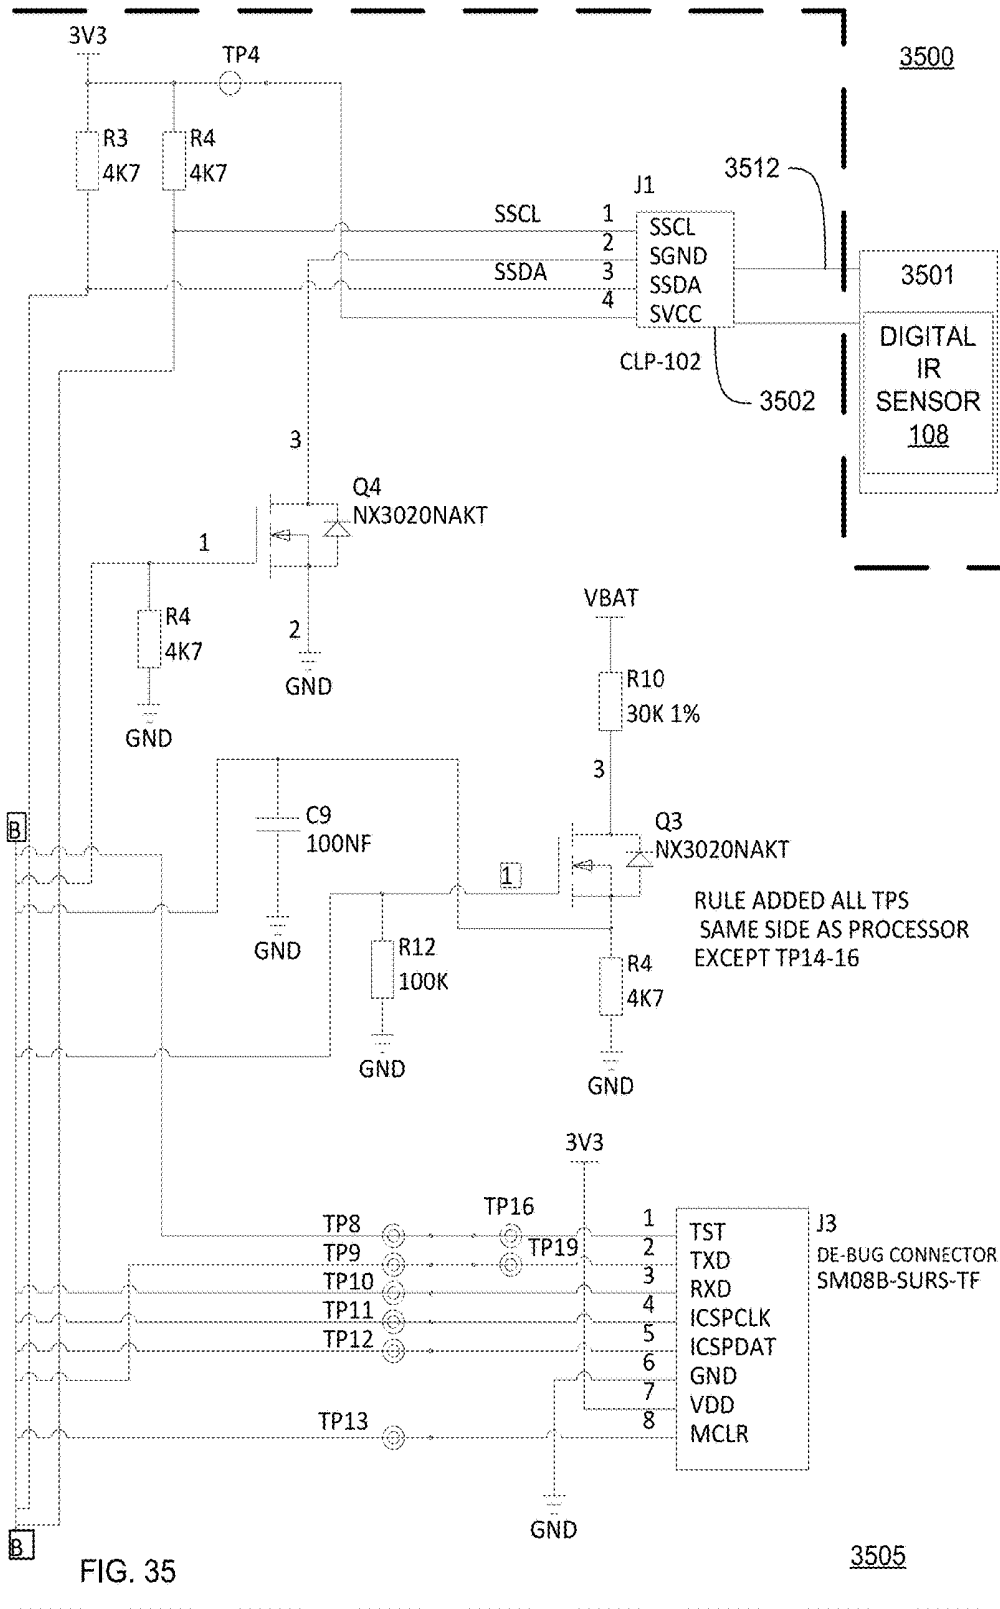 3V3
TP4
3500
R3
4K7
R4
4K7
3512
J1
SSCL
1
SSCL
2
SGND
SSDA
3
SSDA
4
SVCC
3501
DIGITAL
IR
SENSOR
108
CLP-102
3502
3
Q4
NX3020NAKT
1
R4
4K7
2
GND
GND
VBAT
R10
30K 1%
3
B
C9
100NF
Q3
NX3020NAKT
1
RULE ADDED ALL TPS
SAME SIDE AS PROCESSOR
EXCEPT TP14-16
GND
R12
100K
R4
4K7
GND
GND
3V3
TP8
TP16
1
TST
J3
TP9
TP19
2
TXD
DE-BUG CONNECTOR
SM08B-SURS-TF
TP10
3
RXD
TP11
4
ICSPCLK
TP12
5
ICSPDAT
6
GND
7
VDD
TP13
8
MCLR
GND
B
FIG. 35
3505